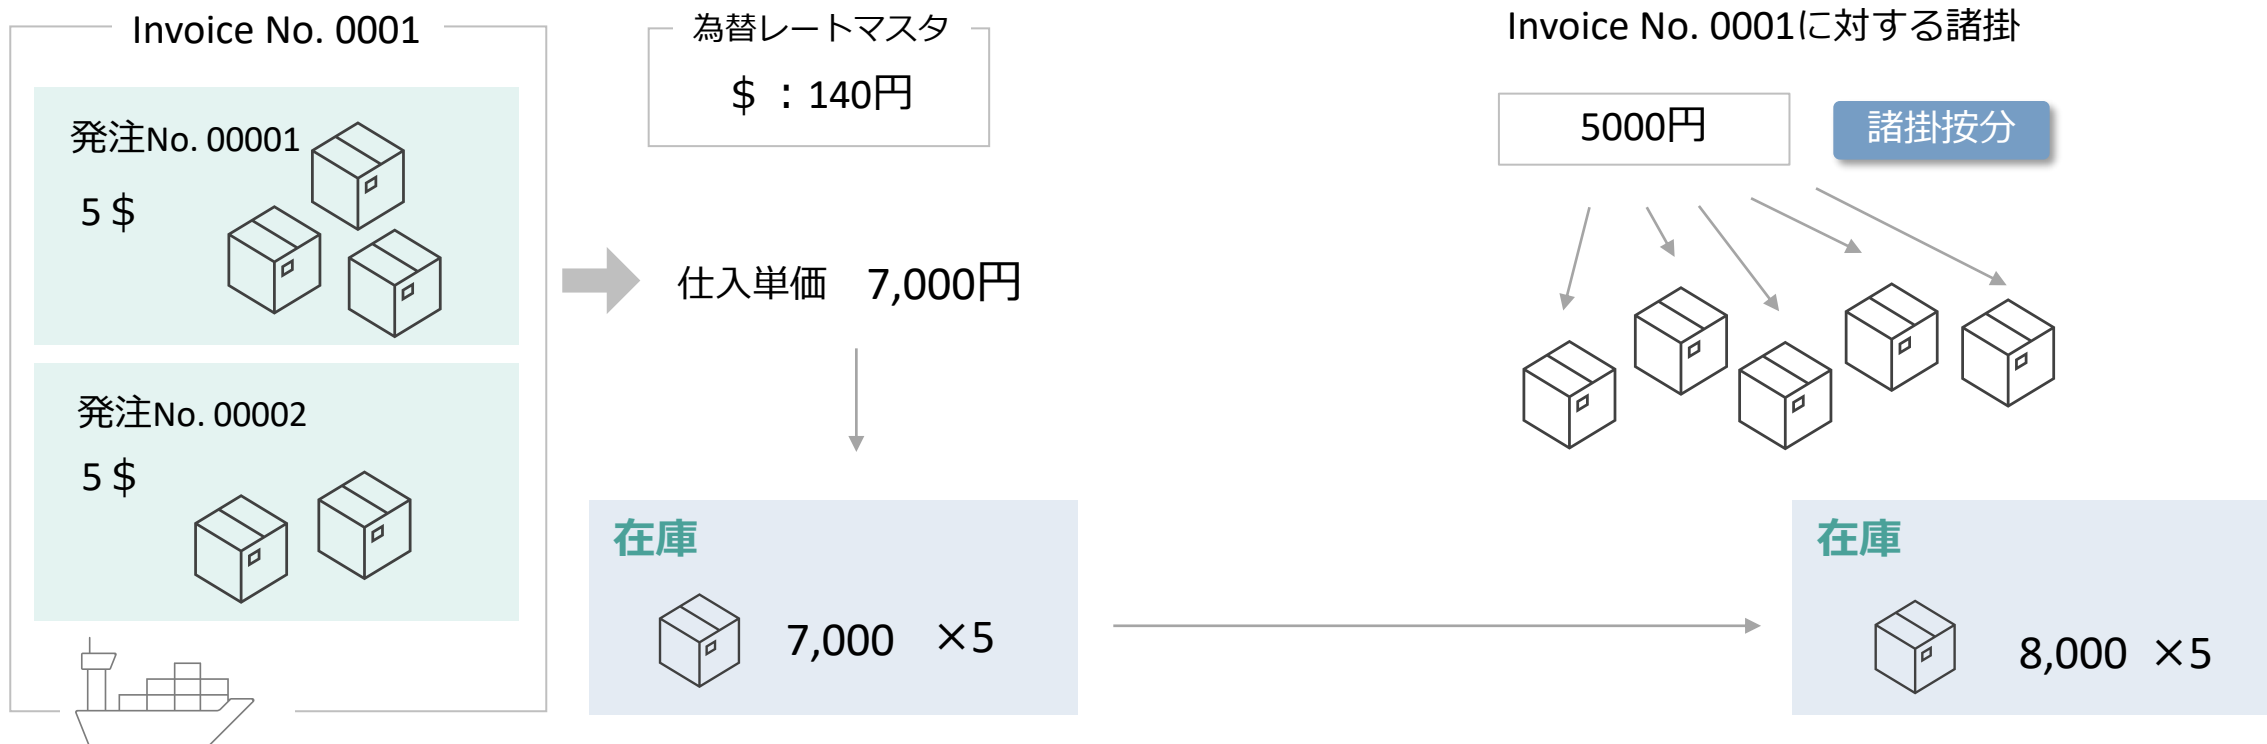 Invoice No. 0001
発注No. 00001
5＄
発注No. 00002
5＄
為替レートマスタ
＄：140円
仕入単価　7,000円
在庫
7,000　×5
Invoice No. 0001に対する諸掛
5000円
諸掛按分
在庫
8,000　×5